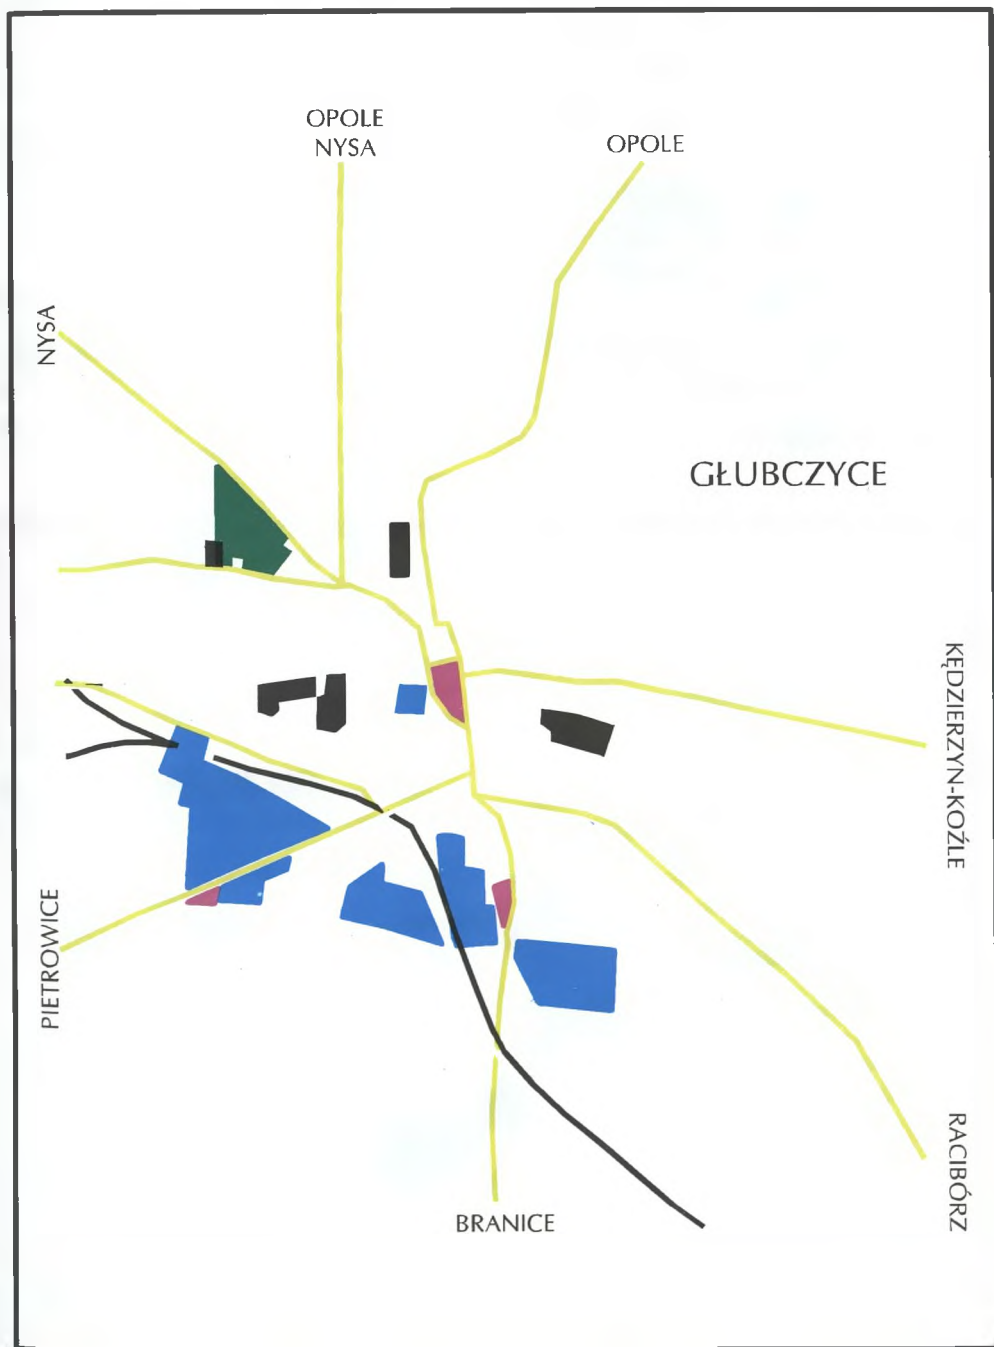 OPOLE
NYSA
OPOLE
NYSA
GŁUBCZYCE
KĘDZIERZYN-KOŹLE
PIETROWICE
RACIBÓRZ
BRANICE